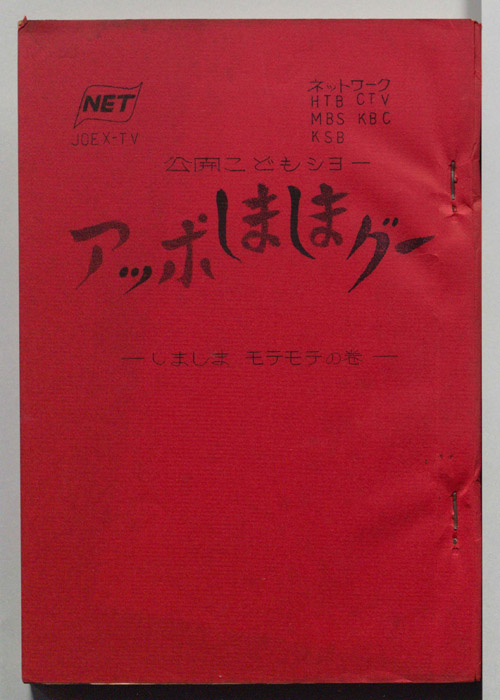 NET
JOEX-TV
ネットワーク
HTB CTV
MBS KBC
KSB
公開こどもショー
アッポしましまグー
―しましま モテモテの巻―